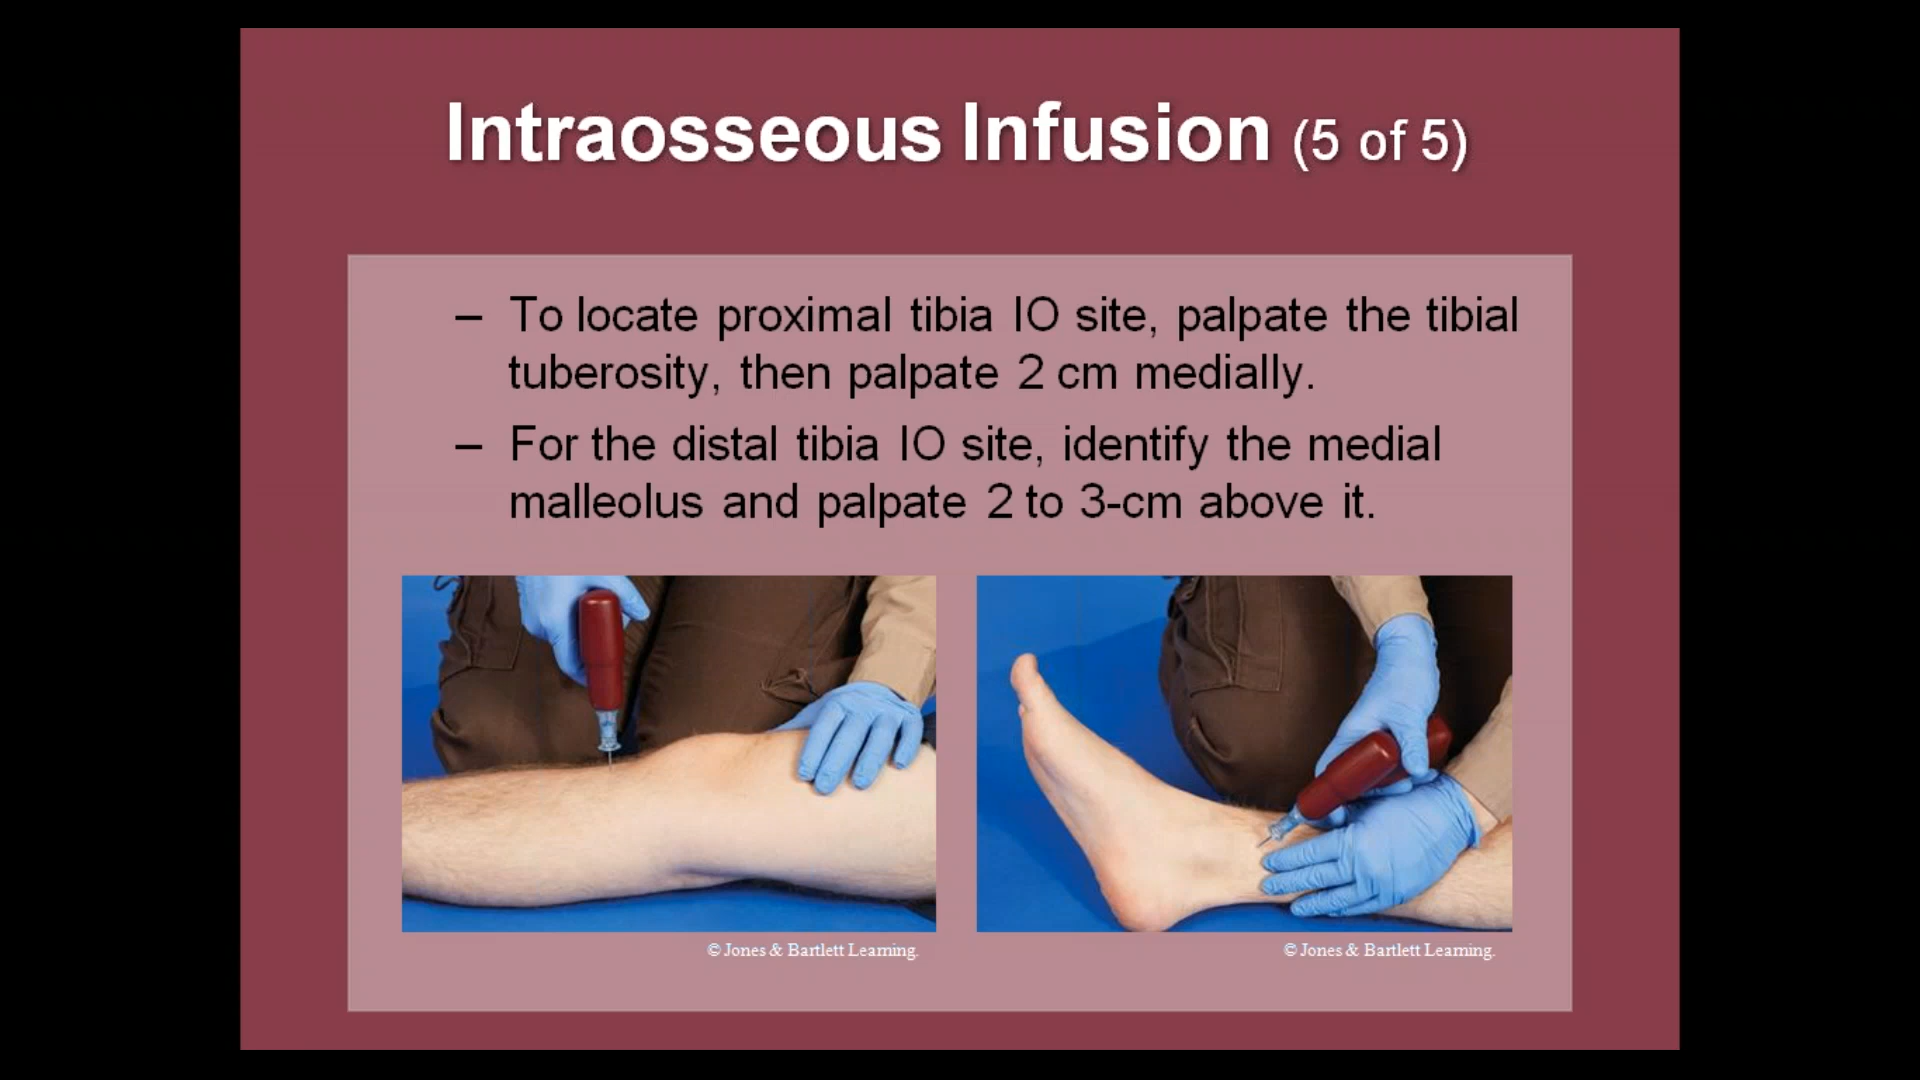 Intraosseous Infusion (5 of 5)
– To locate proximal tibia IO site, palpate the tibial
tuberosity, then palpate 2 cm medially.
– For the distal tibia IO site, identify the medial
malleolus and palpate 2 to 3-cm above it.
© Jones & Bartlett Learning.
© Jones & Bartlett Learning.